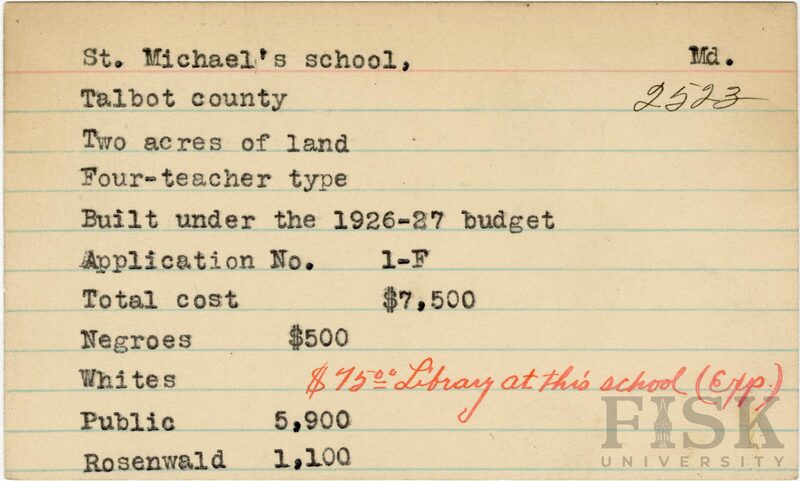 St. Michael's school, Md.
Talbot county 2523
Two acres of land
Four-teacher type
Built under the 1926-27 budget
Application No. 1-F
Total cost $7,500
Negroes $500
Whites $75.00 Library at this school (Exp.)
Public 5,900
Rosenwald 1,100
FISK
UNIVERSITY